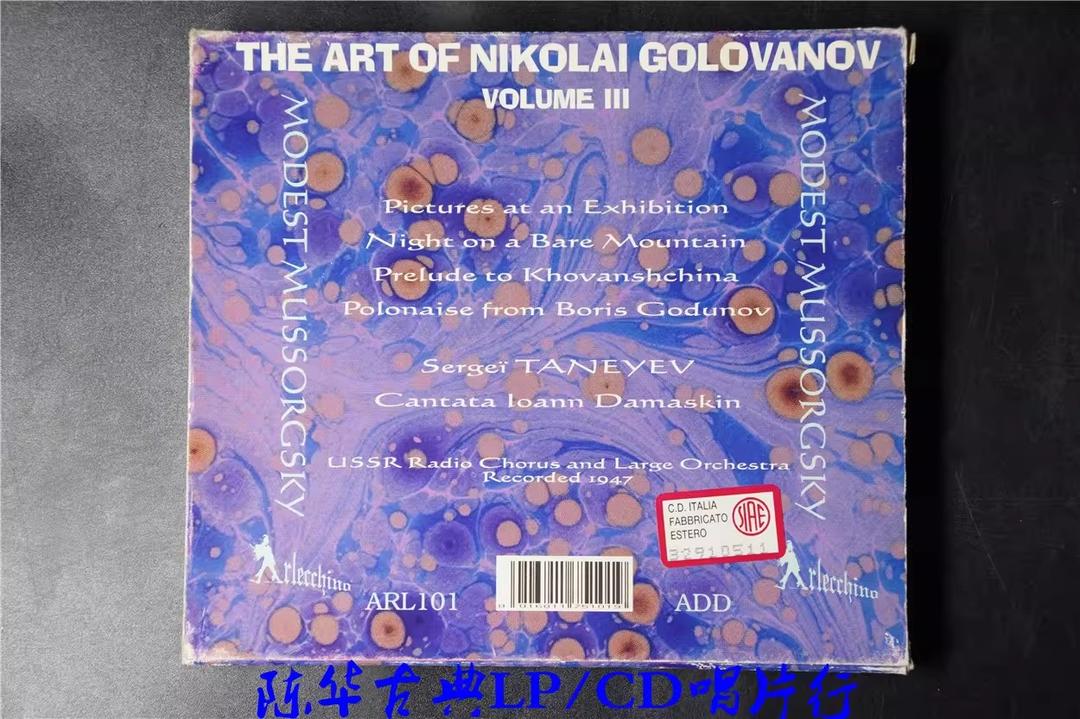 THE ART OF NIKOLAI GOLOVANOV
VOLUME III
MODEST MUSSORGSKY
MODEST MUSSORGSKY
Pictures at an Exhibition
Night on a Bare Mountain
Prelude to Khovanshchina
Polonaise from Boris Godunov
Sergeï TANEYEV
Cantata Ioann Damaskin
USSR Radio Chorus and Large Orchestra
Recorded 1947
C.D. ITALIA
FABBRICATO
ESTERO
SIAE
37910511
Arlecchino
Arlecchino
ARL101
ADD
陈华古典LP/CD唱片行